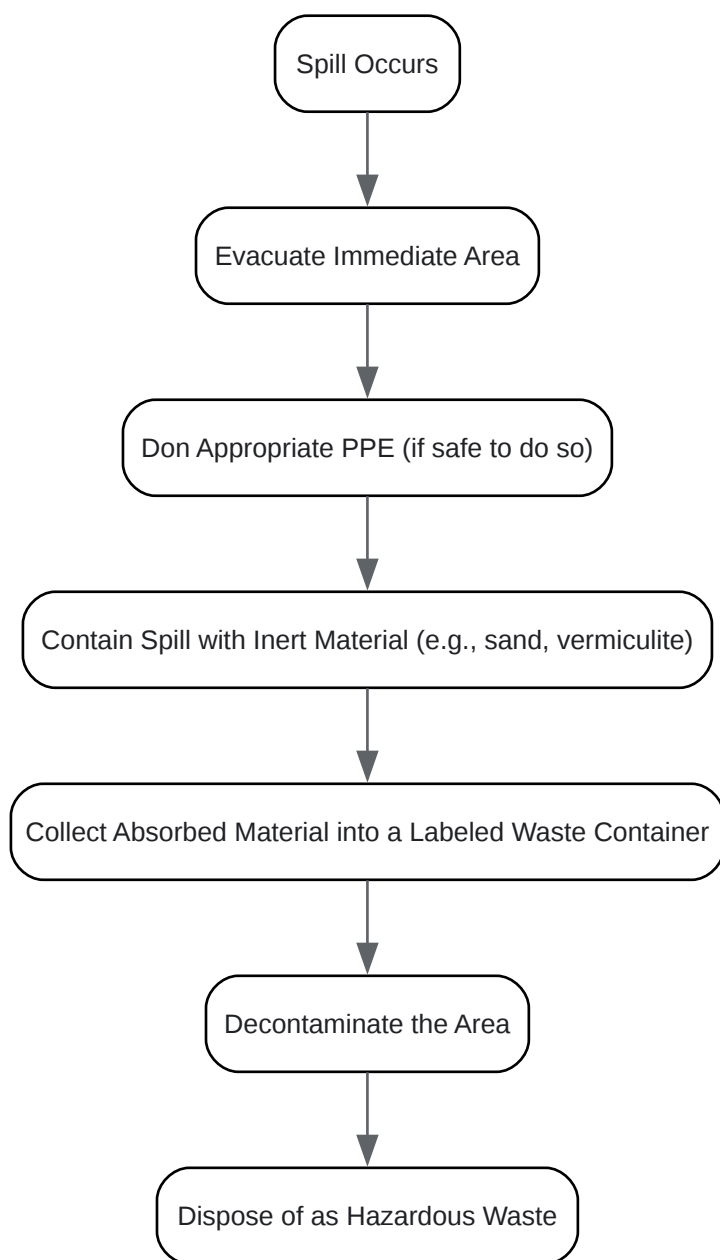 Spill Occurs
Evacuate Immediate Area
Don Appropriate PPE (if safe to do so)
Contain Spill with Inert Material (e.g., sand, vermiculite)
Collect Absorbed Material into a Labeled Waste Container
Decontaminate the Area
Dispose of as Hazardous Waste